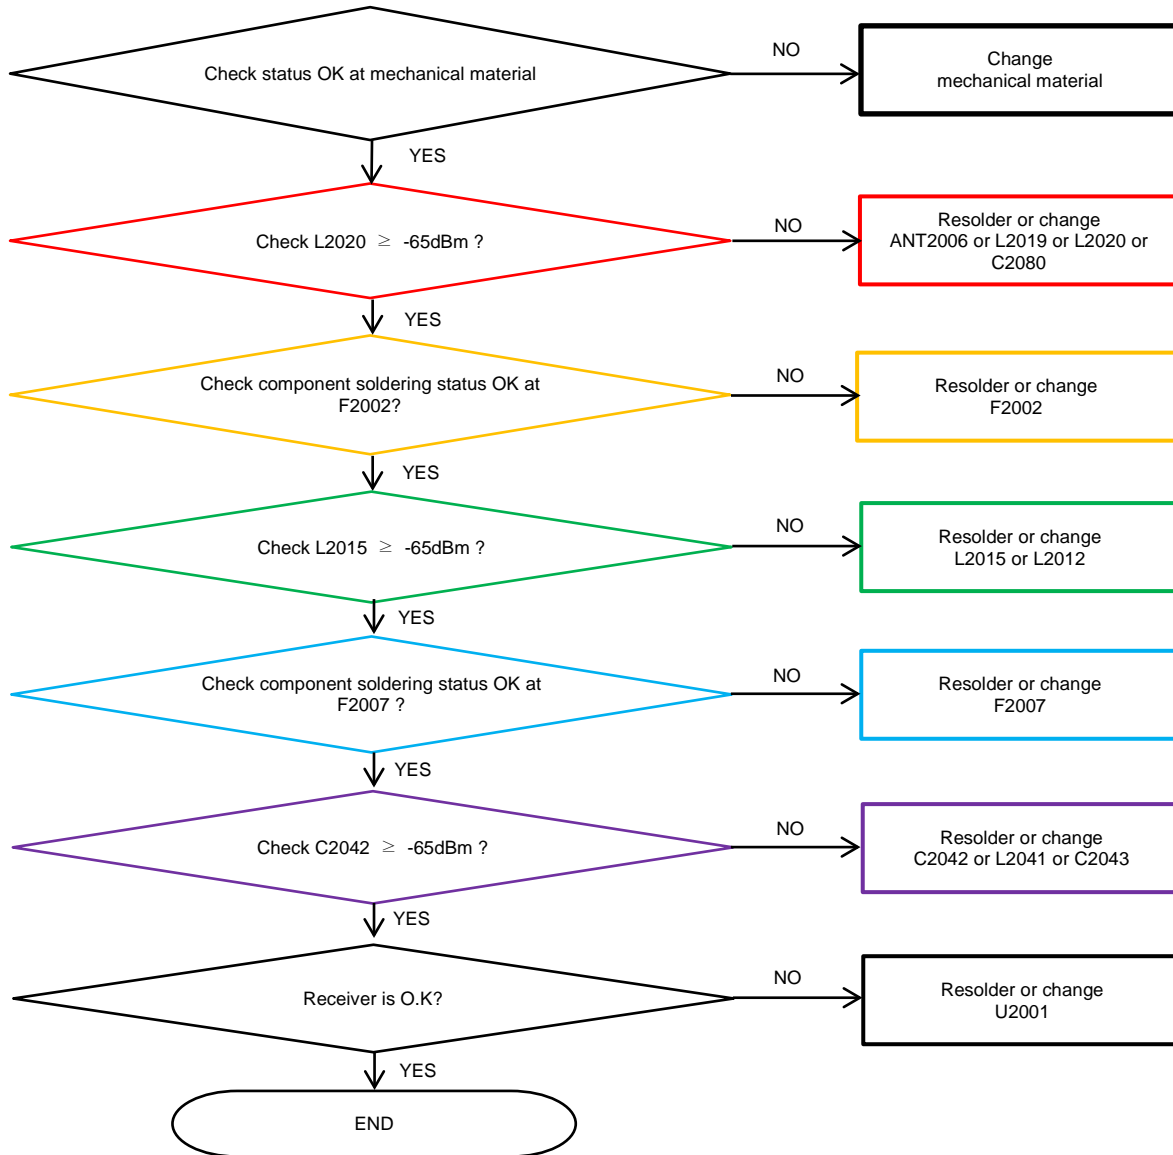 Check status OK at mechanical material
NO
Change
mechanical material
YES
Check L2020 ≥ -65dBm ?
NO
Resolder or change
ANT2006 or L2019 or L2020 or
C2080
YES
Check component soldering status OK at
F2002?
NO
Resolder or change
F2002
YES
Check L2015 ≥ -65dBm ?
NO
Resolder or change
L2015 or L2012
YES
Check component soldering status OK at
F2007 ?
NO
Resolder or change
F2007
YES
Check C2042 ≥ -65dBm ?
NO
Resolder or change
C2042 or L2041 or C2043
YES
Receiver is O.K?
NO
Resolder or change
U2001
YES
END